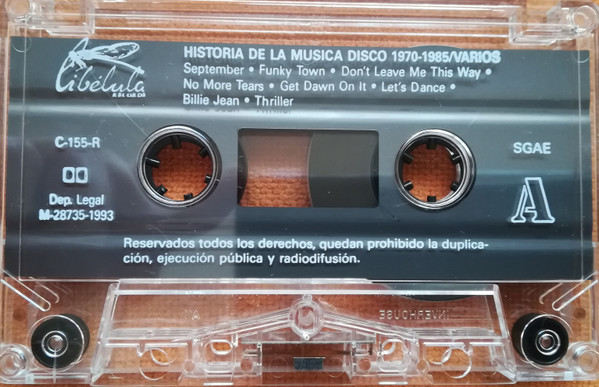 Libélula
HISTORIA DE LA MUSICA DISCO 1970-1985/VARIOS
September • Funky Town • Don't Leave Me This Way •
No More Tears • Get Dawn On It • Let's Dance •
Billie Jean • Thriller
C-155-R
SGAE
Dep. Legal
M-28735-1993
A
Reservados todos los derechos, quedan prohibido la duplica-
ción, ejecución pública y radiodifusión.
A